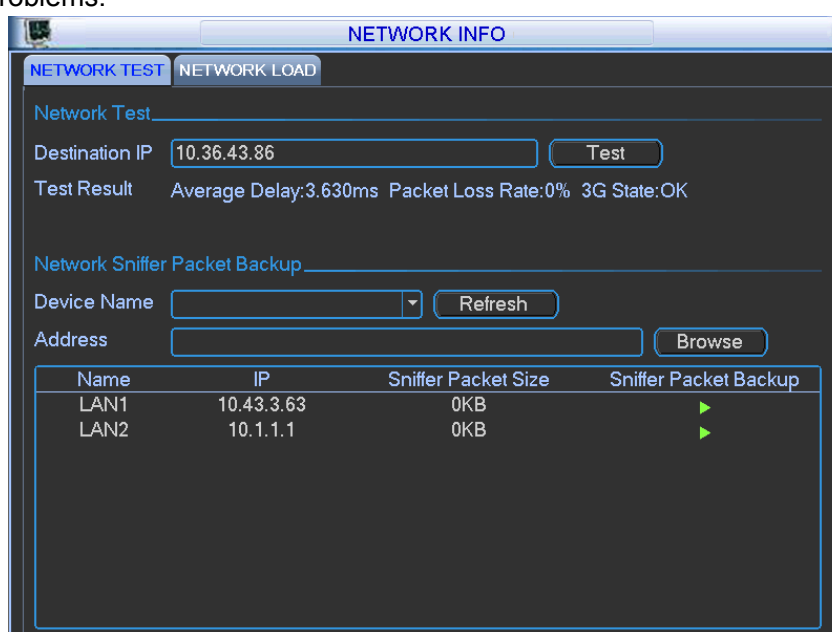 roblems.
NETWORK INFO
NETWORK TEST NETWORK LOAD
Network Test
Destination IP 10.36.43.86 Test
Test Result Average Delay:3.630ms Packet Loss Rate:0% 3G State:OK
Network Sniffer Packet Backup
Device Name Refresh
Address Browse
Name IP Sniffer Packet Size Sniffer Packet Backup
LAN1 10.43.3.63 0KB
LAN2 10.1.1.1 0KB